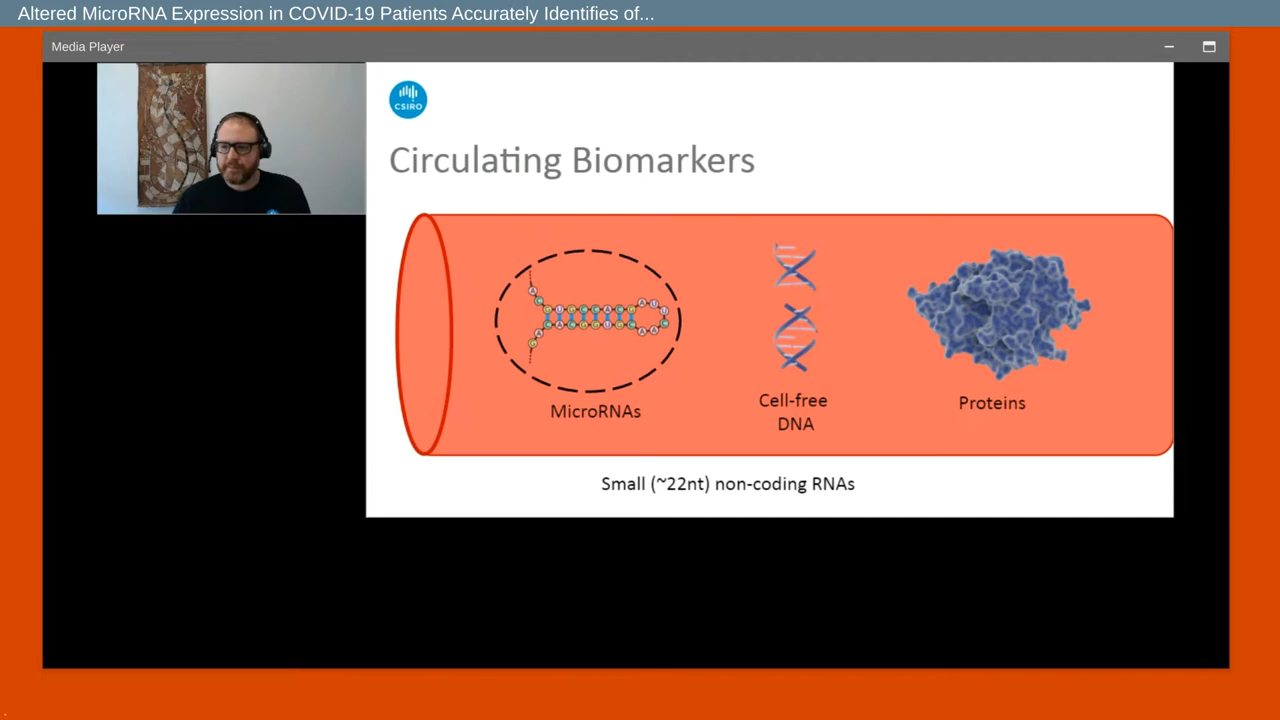 Altered MicroRNA Expression in COVID-19 Patients Accurately Identifies of...
Media Player
CSIRO
Circulating Biomarkers
MicroRNAs
Cell-free
DNA
Proteins
Small (~22nt) non-coding RNAs